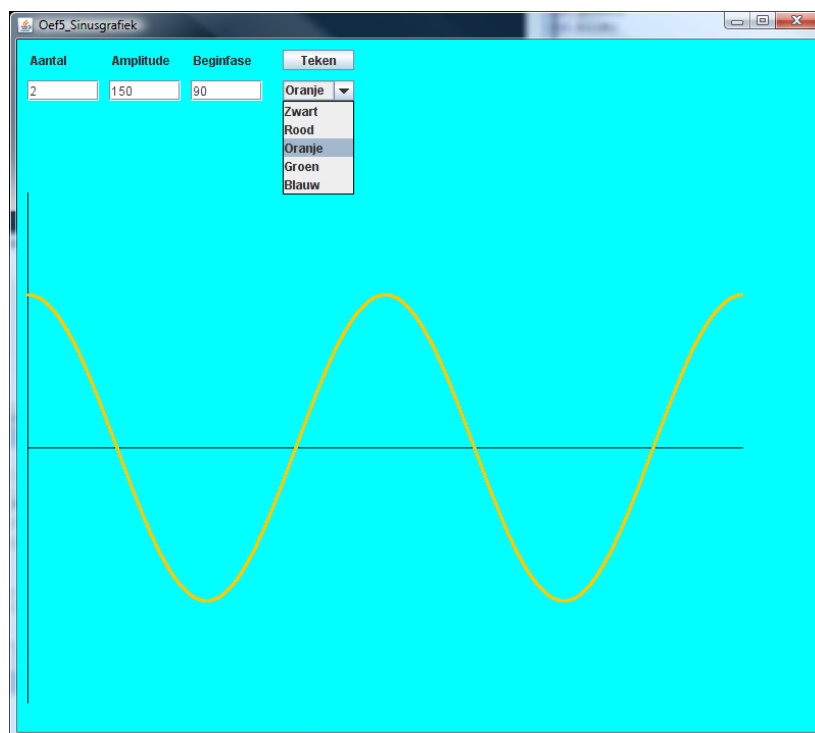 Oef5_Sinusgrafiek
Aantal Amplitude Beginfase Teken
2 150 90 Oranje
Zwart
Rood
Oranje
Groen
Blauw